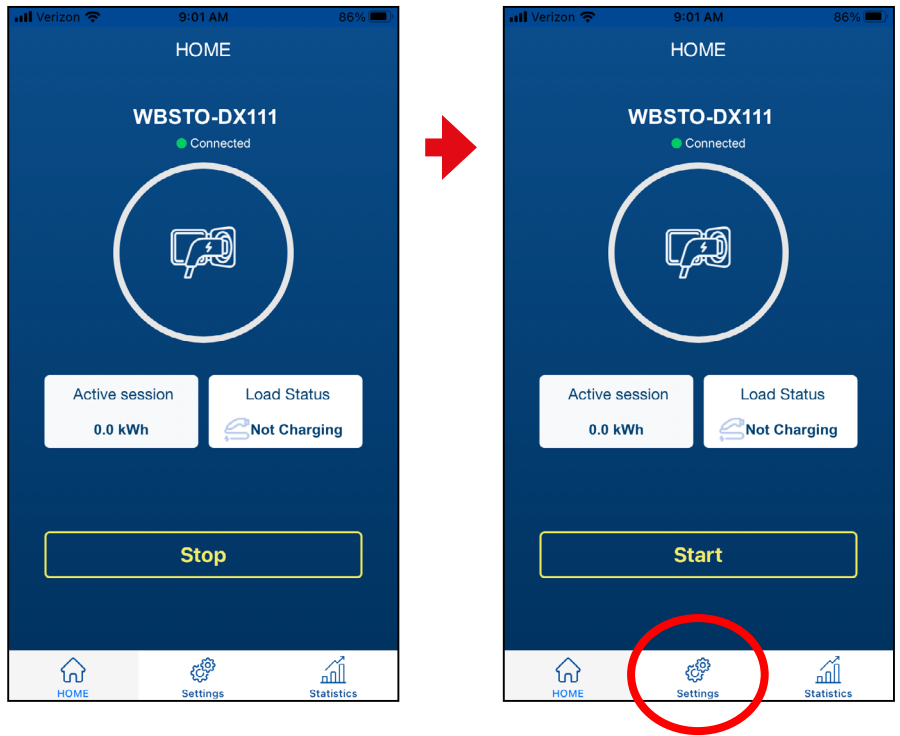 Verizon 9:01 AM 86%
HOME
WBSTO-DX111
Connected
Active session
0.0 kWh
Load Status
Not Charging
Stop
HOME
Settings
Statistics
Verizon 9:01 AM 86%
HOME
WBSTO-DX111
Connected
Active session
0.0 kWh
Load Status
Not Charging
Start
HOME
Settings
Statistics